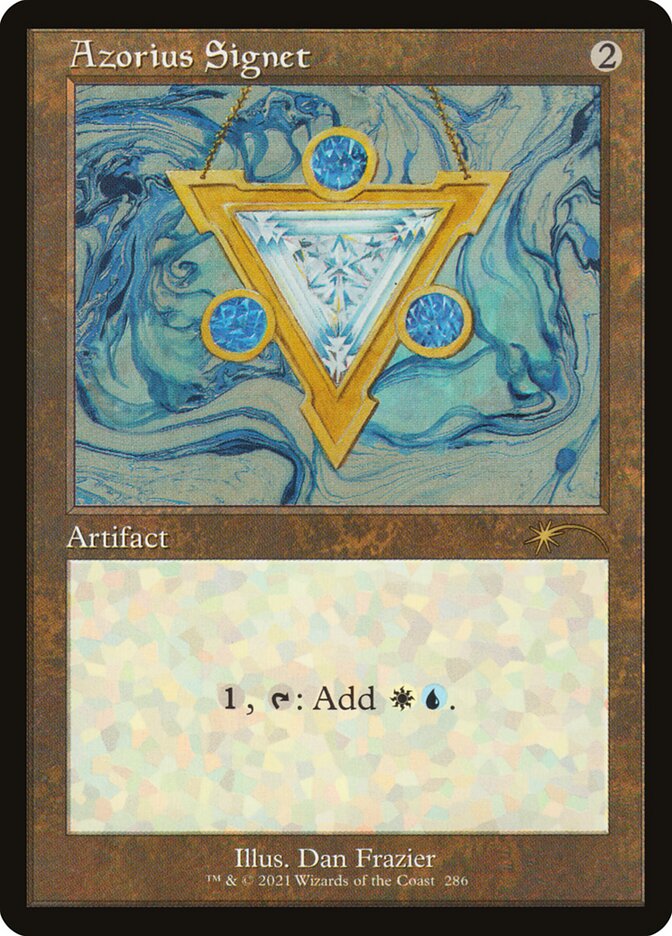 Azorius Signet 2
Artifact
1, : Add .
Illus. Dan Frazier
™ & © 2021 Wizards of the Coast 286